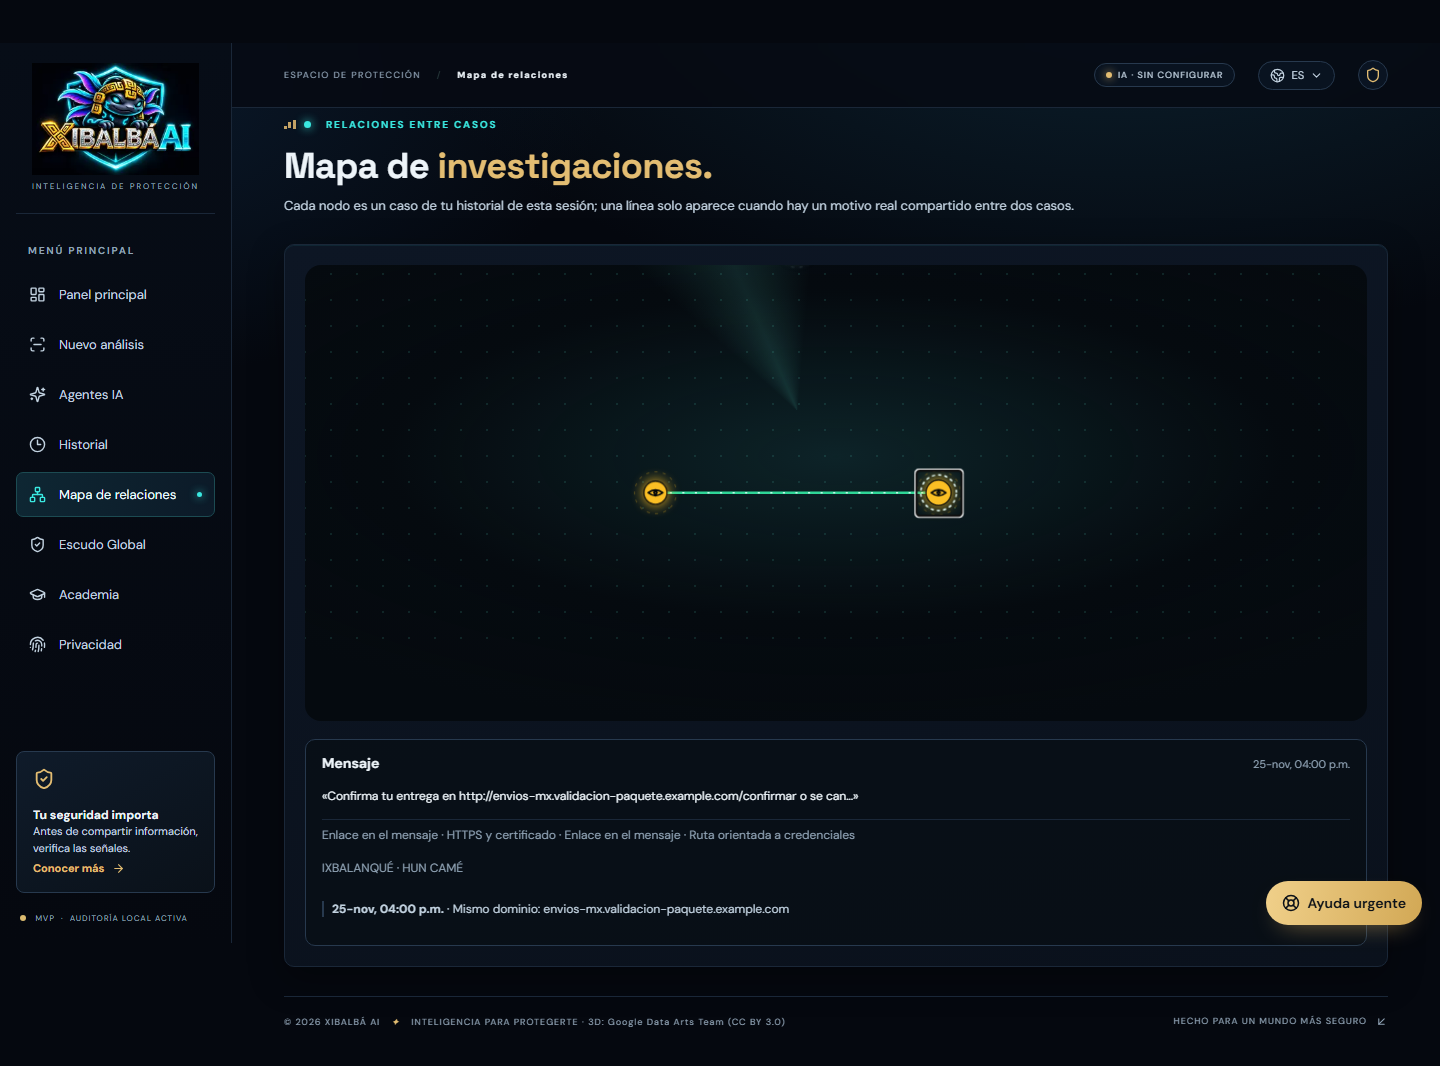 XIBALBÁ AI
INTELIGENCIA DE PROTECCIÓN
MENÚ PRINCIPAL
Panel principal
Nuevo análisis
Agentes IA
Historial
Mapa de relaciones
Escudo Global
Academia
Privacidad
Tu seguridad importa
Antes de compartir información,
verifica las señales.
Conocer más
MVP · AUDITORÍA LOCAL ACTIVA
ESPACIO DE PROTECCIÓN / Mapa de relaciones
IA · SIN CONFIGURAR
ES
RELACIONES ENTRE CASOS
Mapa de investigaciones.
Cada nodo es un caso de tu historial de esta sesión; una línea solo aparece cuando hay un motivo real compartido entre dos casos.
Mensaje
25-nov, 04:00 p.m.
«Confirma tu entrega en http://envios-mx.validacion-paquete.example.com/confirmar o se can…»
Enlace en el mensaje · HTTPS y certificado · Enlace en el mensaje · Ruta orientada a credenciales
IXBALANQUÉ · HUN CAMÉ
25-nov, 04:00 p.m. · Mismo dominio: envios-mx.validacion-paquete.example.com
Ayuda urgente
© 2026 XIBALBÁ AI ✦ INTELIGENCIA PARA PROTEGERTE · 3D: Google Data Arts Team (CC BY 3.0)
HECHO PARA UN MUNDO MÁS SEGURO